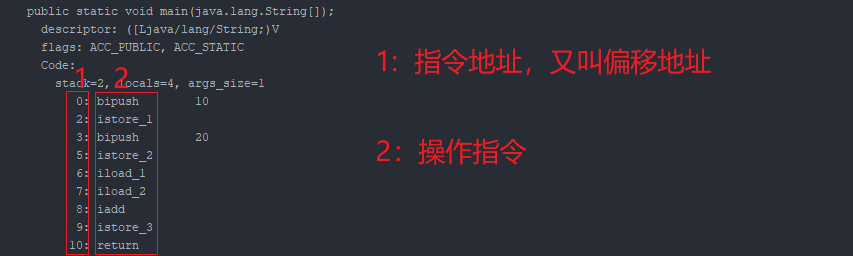 public static void main(java.lang.String[]);
descriptor: ([Ljava/lang/String;)V
flags: ACC_PUBLIC, ACC_STATIC
Code:
stack=2, locals=4, args_size=1
1 2
0: bipush 10
2: istore_1
3: bipush 20
5: istore_2
6: iload_1
7: iload_2
8: iadd
9: istore_3
10: return
1：指令地址，又叫偏移地址
2：操作指令